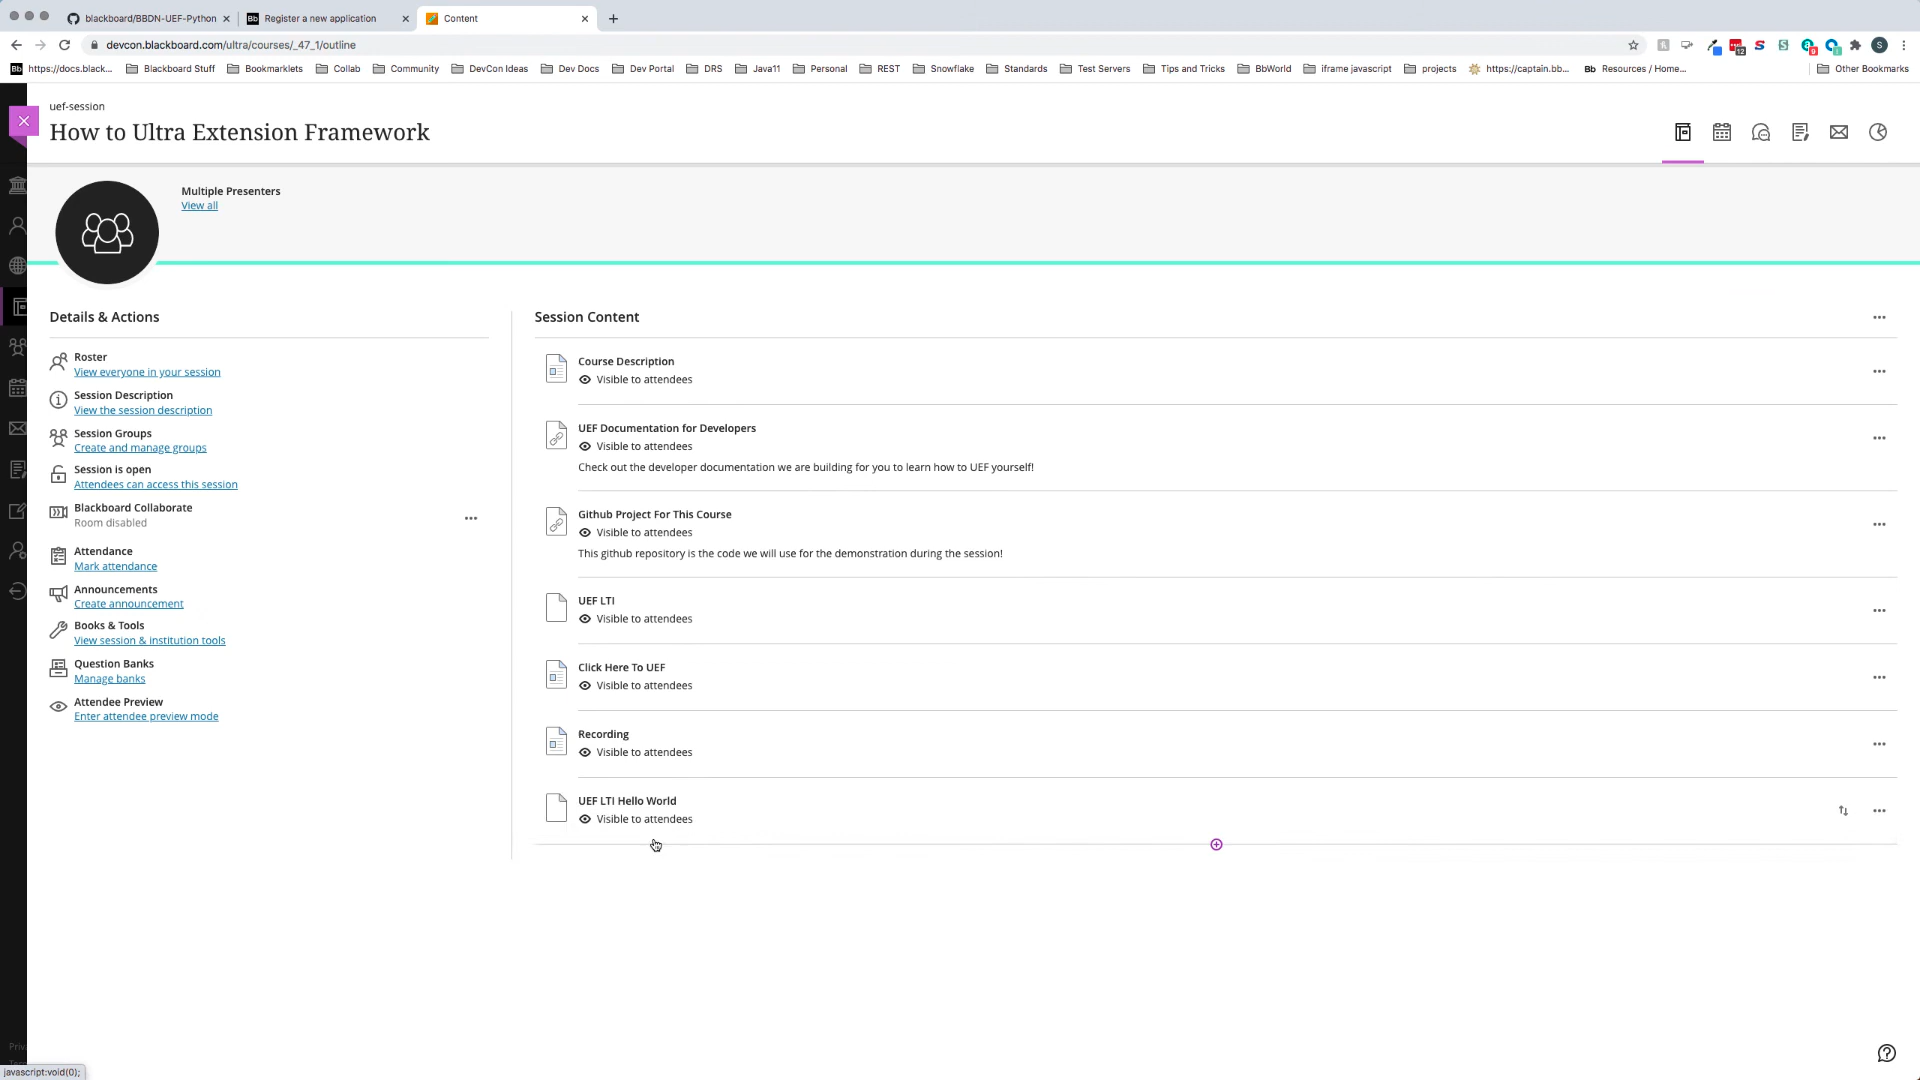 blackboard/BBDN-UEF-Python
Bb Register a new application
Content
devcon.blackboard.com/ultra/courses/_47_1/outline
12
S
9
S
Bb https://docs.black...
Blackboard Stuff
Bookmarklets
Collab
Community
DevCon Ideas
Dev Docs
Dev Portal
DRS
Java11
Personal
REST
Snowflake
Standards
Test Servers
Tips and Tricks
BbWorld
iframe javascript
projects
https://captain.bb...
Bb Resources / Home...
Other Bookmarks
uef-session
How to Ultra Extension Framework
Multiple Presenters
View all
Details & Actions
Roster
View everyone in your session
Session Description
View the session description
Session Groups
Create and manage groups
Session is open
Attendees can access this session
Blackboard Collaborate
Room disabled
Attendance
Mark attendance
Announcements
Create announcement
Books & Tools
View session & institution tools
Question Banks
Manage banks
Attendee Preview
Enter attendee preview mode
Session Content
Course Description
Visible to attendees
UEF Documentation for Developers
Visible to attendees
Check out the developer documentation we are building for you to learn how to UEF yourself!
Github Project For This Course
Visible to attendees
This github repository is the code we will use for the demonstration during the session!
UEF LTI
Visible to attendees
Click Here To UEF
Visible to attendees
Recording
Visible to attendees
UEF LTI Hello World
Visible to attendees
javascript:void(0);